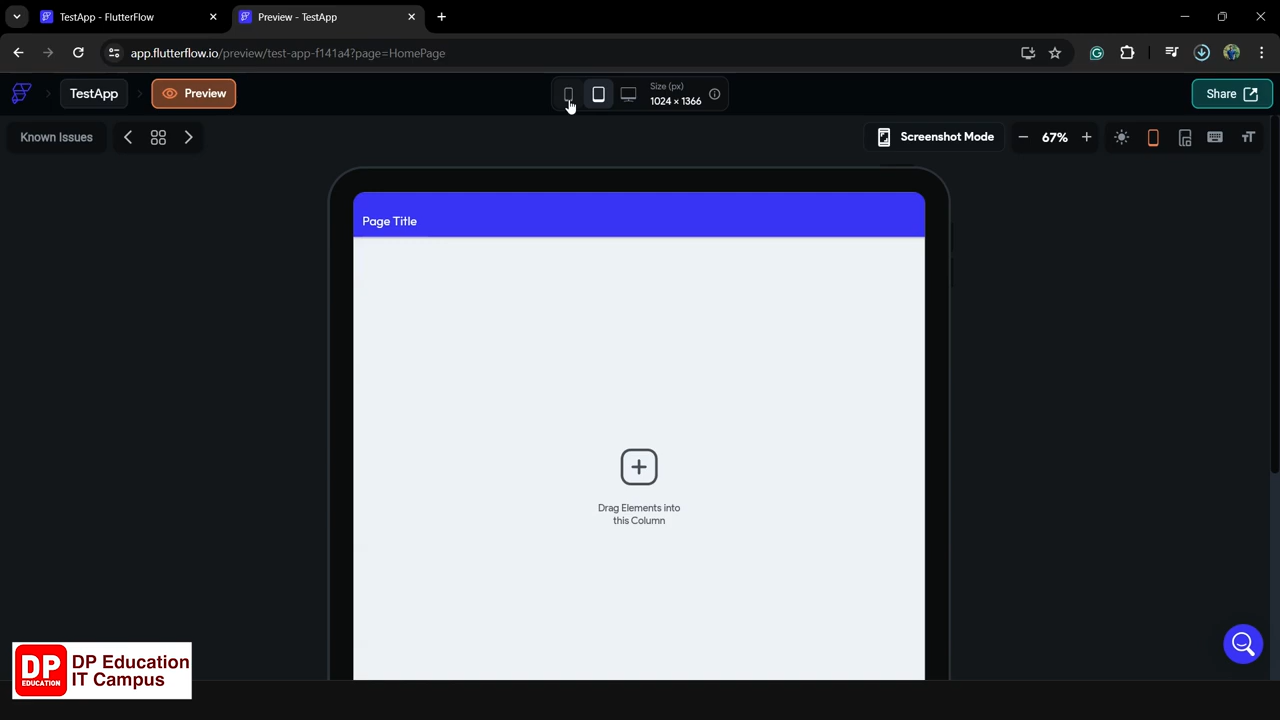 TestApp - FlutterFlow
Preview - TestApp
app.flutterflow.io/preview/test-app-f141a4?page=HomePage
TestApp
Preview
Size (px)
1024 × 1366
Share
Known Issues
Screenshot Mode
67%
Page Title
Drag Elements into
this Column
DP
EDUCATION
DP Education
IT Campus